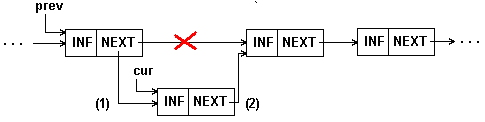 prev
. . . INF NEXT INF NEXT INF NEXT . . .
cur
(1) INF NEXT (2)